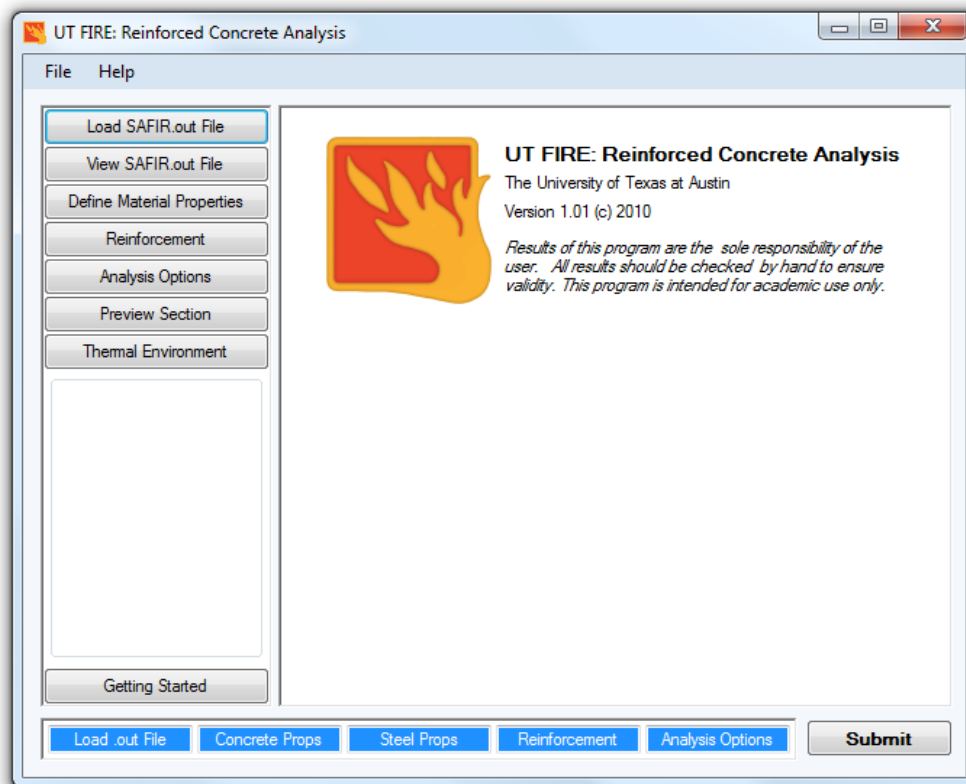 UT FIRE: Reinforced Concrete Analysis
File Help
Load SAFIR.out File
View SAFIR.out File
Define Material Properties
Reinforcement
Analysis Options
Preview Section
Thermal Environment
Getting Started
UT FIRE: Reinforced Concrete Analysis
The University of Texas at Austin
Version 1.01 (c) 2010
Results of this program are the sole responsibility of the
user. All results should be checked by hand to ensure
validity. This program is intended for academic use only.
Load .out File Concrete Props Steel Props Reinforcement Analysis Options Submit